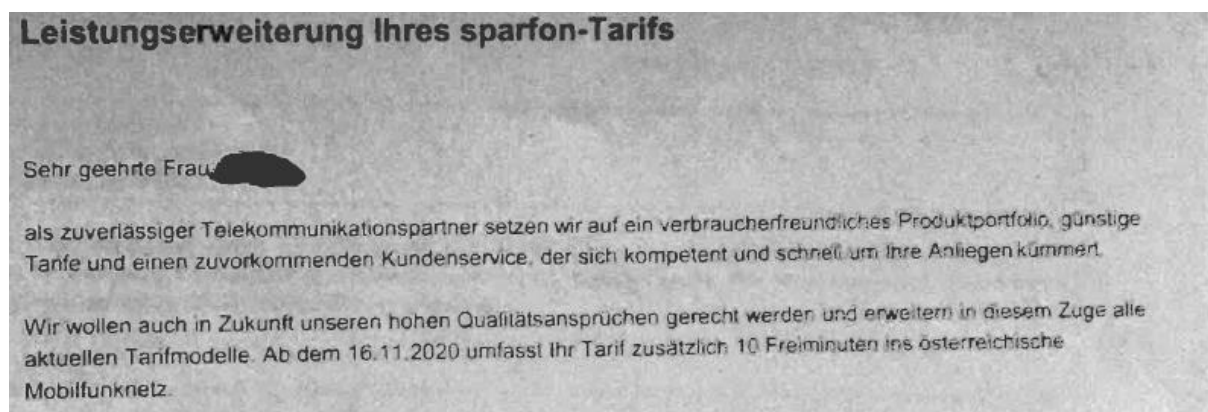 Leistungserweiterung Ihres sparfon-Tarifs
Sehr geehrte Frau
als zuverlässiger Telekommunikationspartner setzen wir auf ein verbraucherfreundliches Produktportfolio, günstige
Tarife und einen zuvorkommenden Kundenservice, der sich kompetent und schnell um Ihre Anliegen kümmert.
Wir wollen auch in Zukunft unseren hohen Qualitätsansprüchen gerecht werden und erweitern in diesem Zuge alle
aktuellen Tarifmodelle. Ab dem 16.11.2020 umfasst Ihr Tarif zusätzlich 10 Freiminuten ins österreichische
Mobilfunknetz.